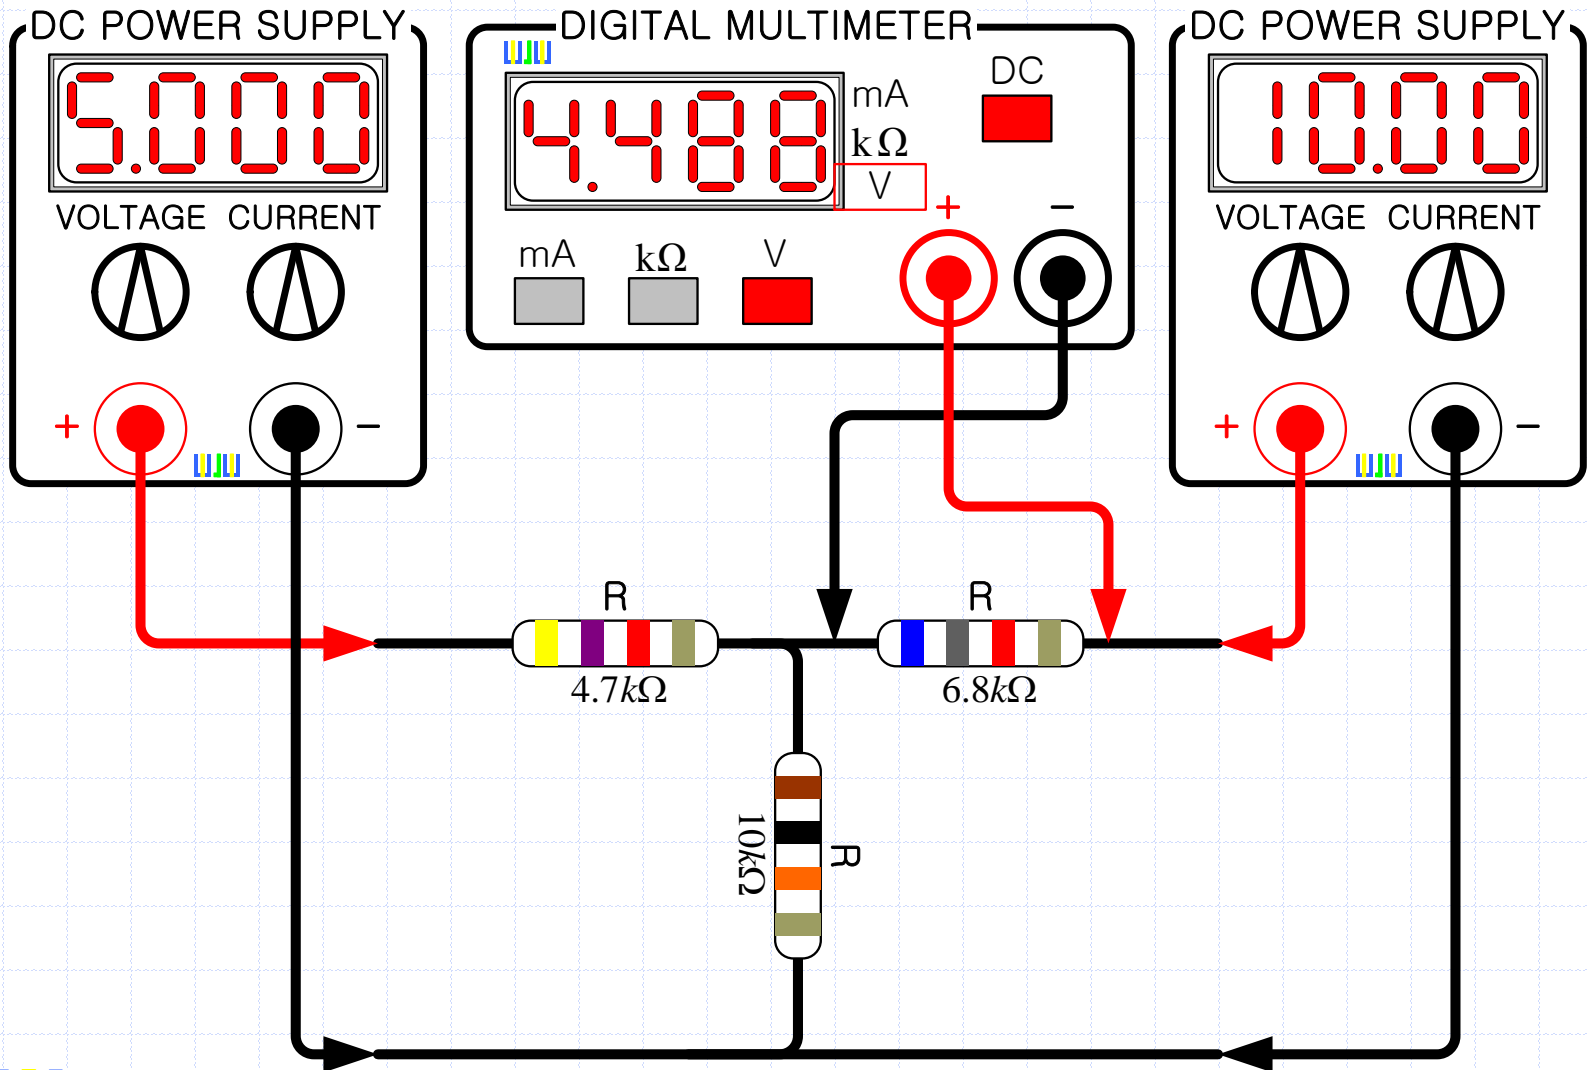 DC POWER SUPPLY
5.000
VOLTAGE CURRENT
+ −
DIGITAL MULTIMETER
4.488
mA
kΩ
V
DC
+ −
mA kΩ V
DC POWER SUPPLY
10.00
VOLTAGE CURRENT
+ −
R
4.7kΩ
R
6.8kΩ
R
10kΩ